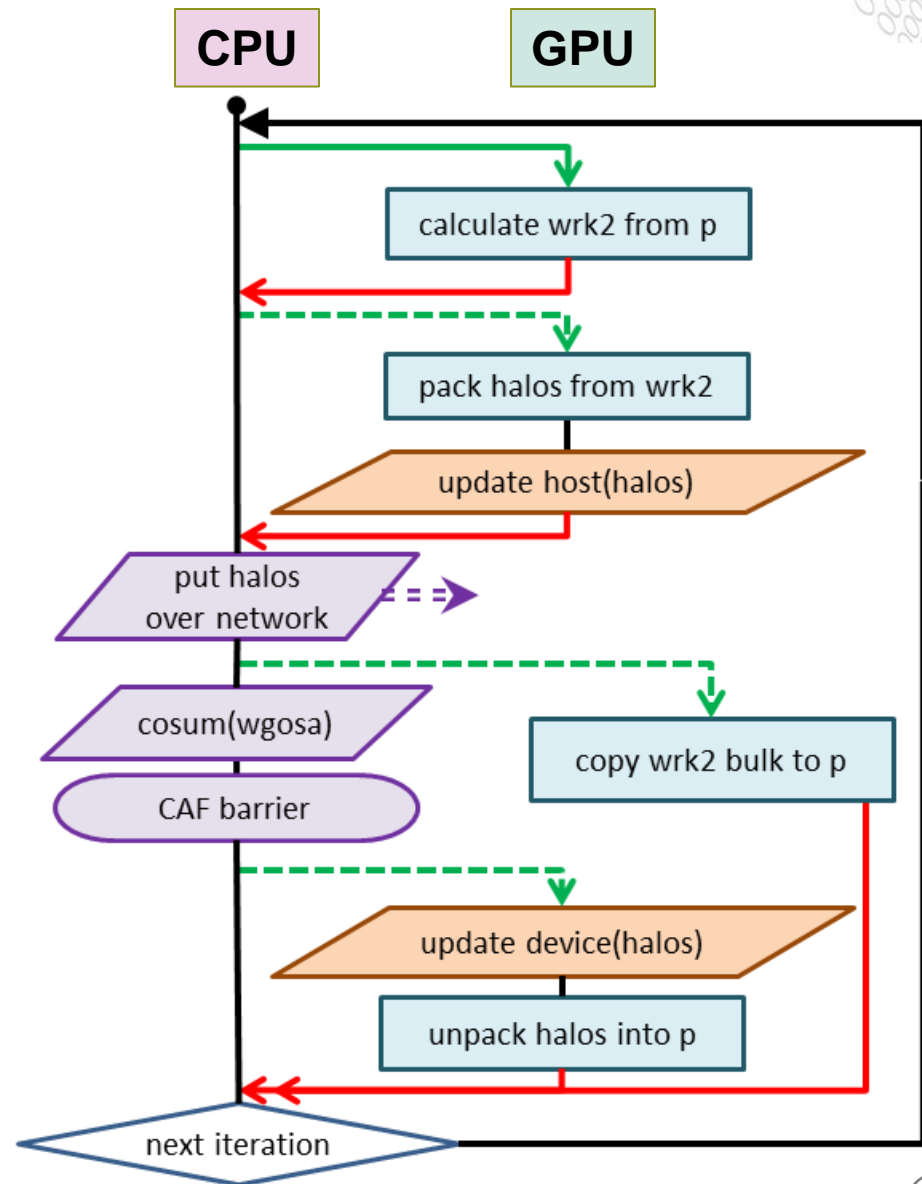 CPU
GPU
calculate wrk2 from p
pack halos from wrk2
update host(halos)
put halos
over network
cosum(wgosa)
copy wrk2 bulk to p
CAF barrier
update device(halos)
unpack halos into p
next iteration